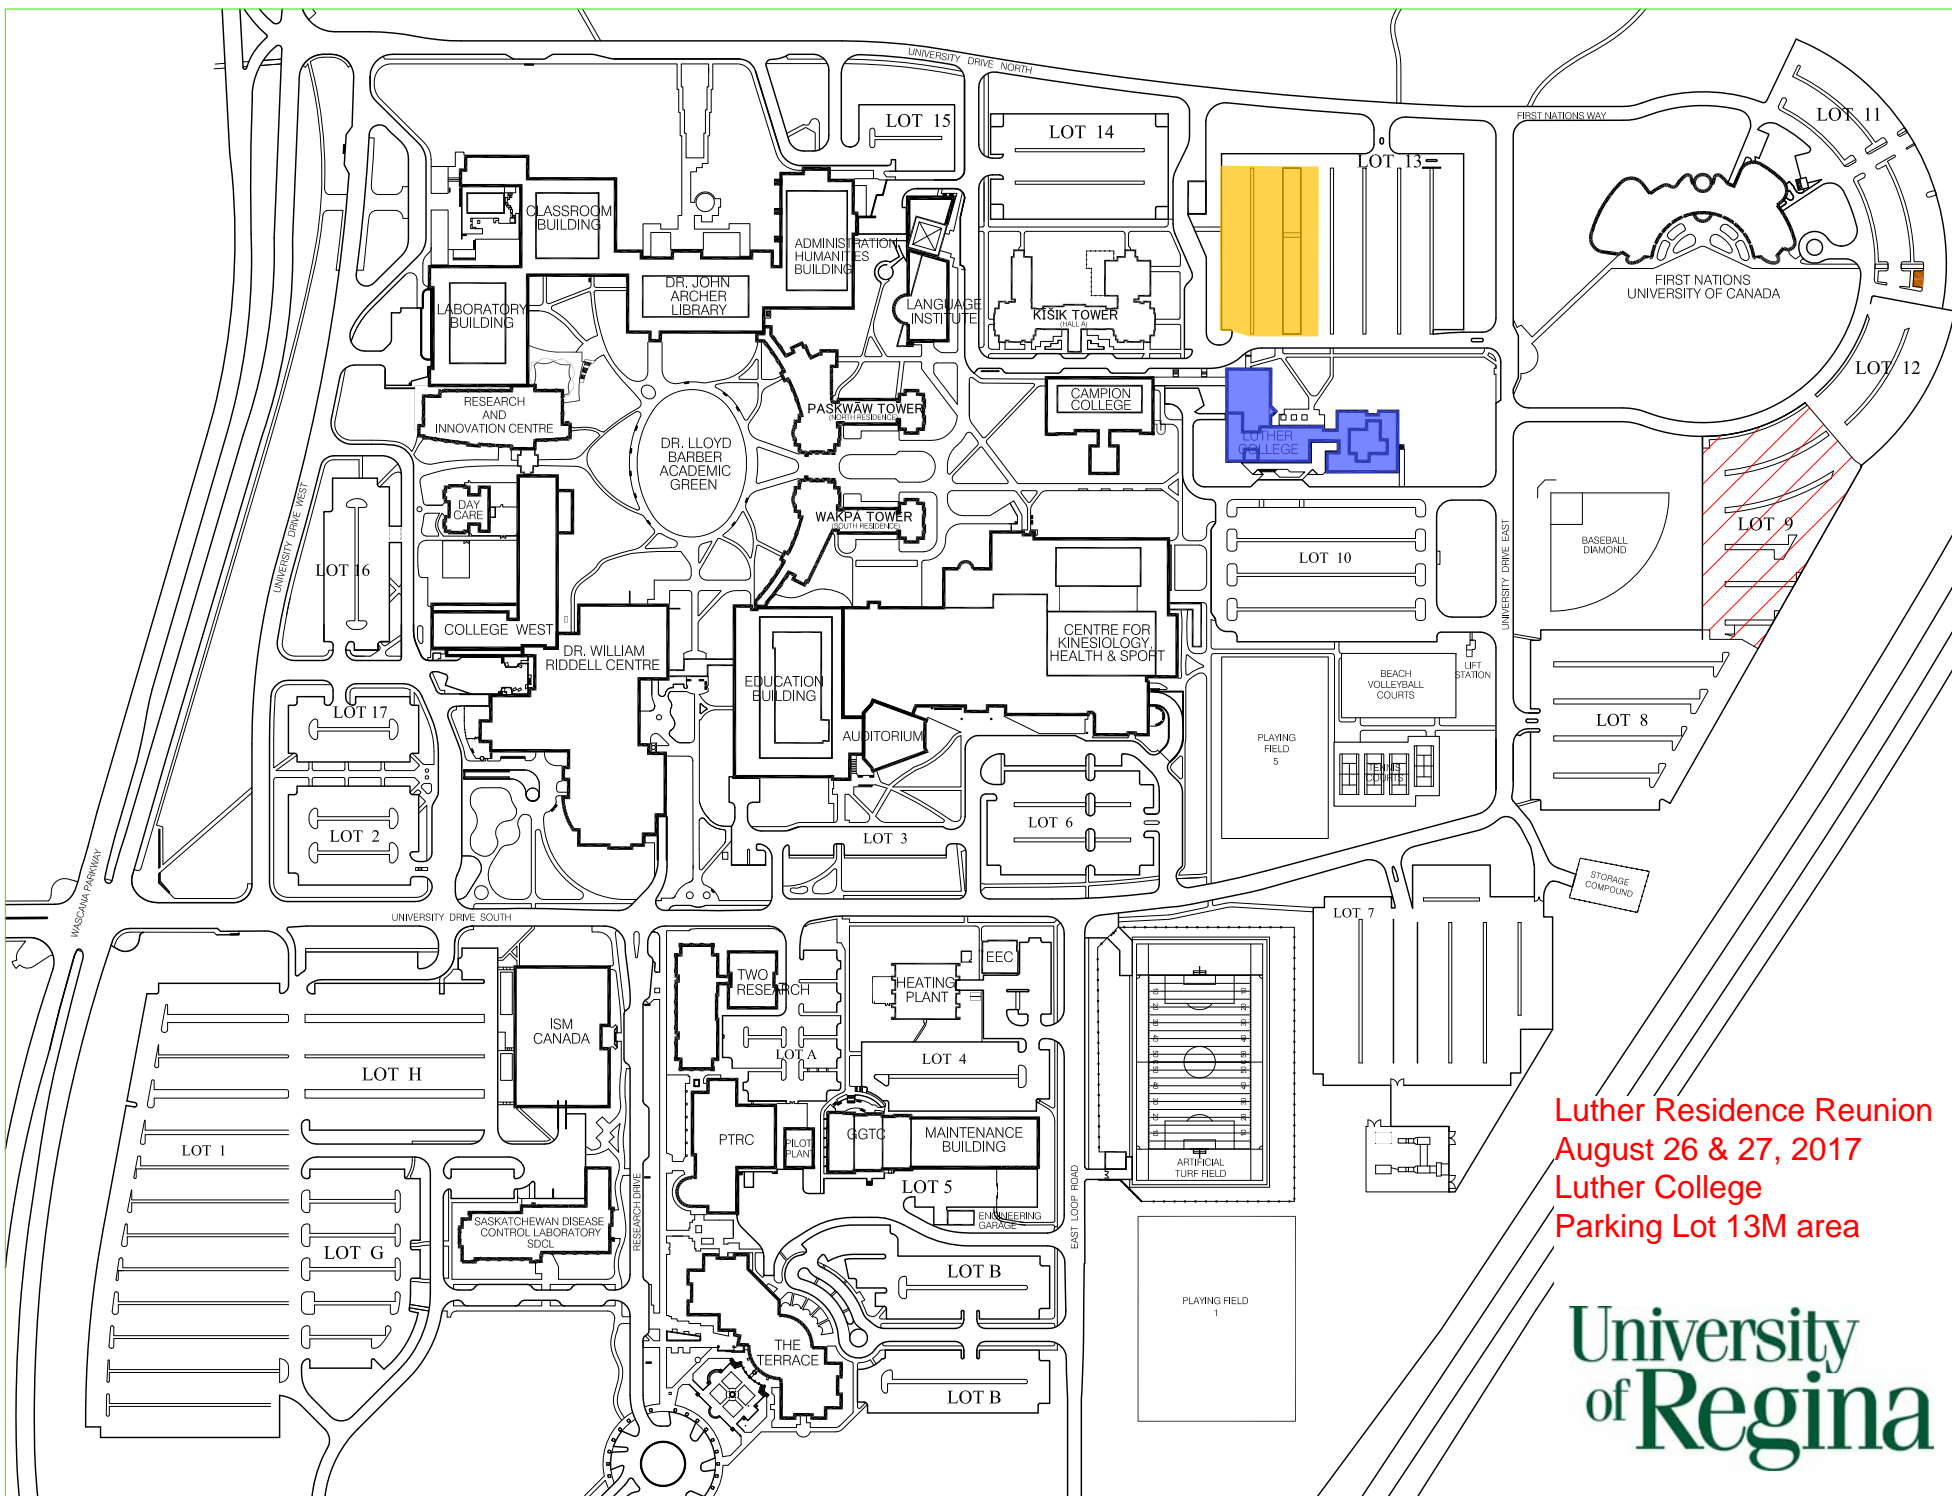 UNIVERSITY DRIVE NORTH
FIRST NATIONS WAY
LOT 11
LOT 15
LOT 14
LOT 13
CLASSROOM
BUILDING
ADMINISTRATION
HUMANITIES
BUILDING
DR. JOHN
ARCHER
LIBRARY
LABORATORY
BUILDING
LANGUAGE
INSTITUTE
KĪŠIK TOWER
(HALL A)
FIRST NATIONS
UNIVERSITY OF CANADA
LOT 12
RESEARCH
AND
INNOVATION CENTRE
PASKWĀW TOWER
(NORTH RESIDENCE)
CAMPION
COLLEGE
LUTHER
COLLEGE
DR. LLOYD
BARBER
ACADEMIC
GREEN
DAY
CARE
WAKPÁ TOWER
(SOUTH RESIDENCE)
UNIVERSITY DRIVE WEST
UNIVERSITY DRIVE EAST
LOT 9
BASEBALL
DIAMOND
LOT 10
LOT 16
COLLEGE WEST
DR. WILLIAM
RIDDELL CENTRE
CENTRE FOR
KINESIOLOGY,
HEALTH & SPORT
EDUCATION
BUILDING
BEACH
VOLLEYBALL
COURTS
LIFT
STATION
LOT 17
AUDITORIUM
PLAYING
FIELD
5
LOT 8
TENNIS
COURTS
LOT 2
LOT 3
LOT 6
WASCANA PARKWAY
STORAGE
COMPOUND
UNIVERSITY DRIVE SOUTH
LOT 7
TWO
RESEARCH
HEATING
PLANT
EEC
ISM
CANADA
LOT A
LOT 4
LOT H
PTRC
PILOT
PLANT
GGTC
MAINTENANCE
BUILDING
LOT 1
ARTIFICIAL
TURF FIELD
LOT 5
ENGINEERING
GARAGE
RESEARCH DRIVE
EAST LOOP ROAD
SASKATCHEWAN DISEASE
CONTROL LABORATORY
SDCL
LOT G
LOT B
PLAYING FIELD
1
THE
TERRACE
LOT B
Luther Residence Reunion
August 26 & 27, 2017
Luther College
Parking Lot 13M area
University
of Regina